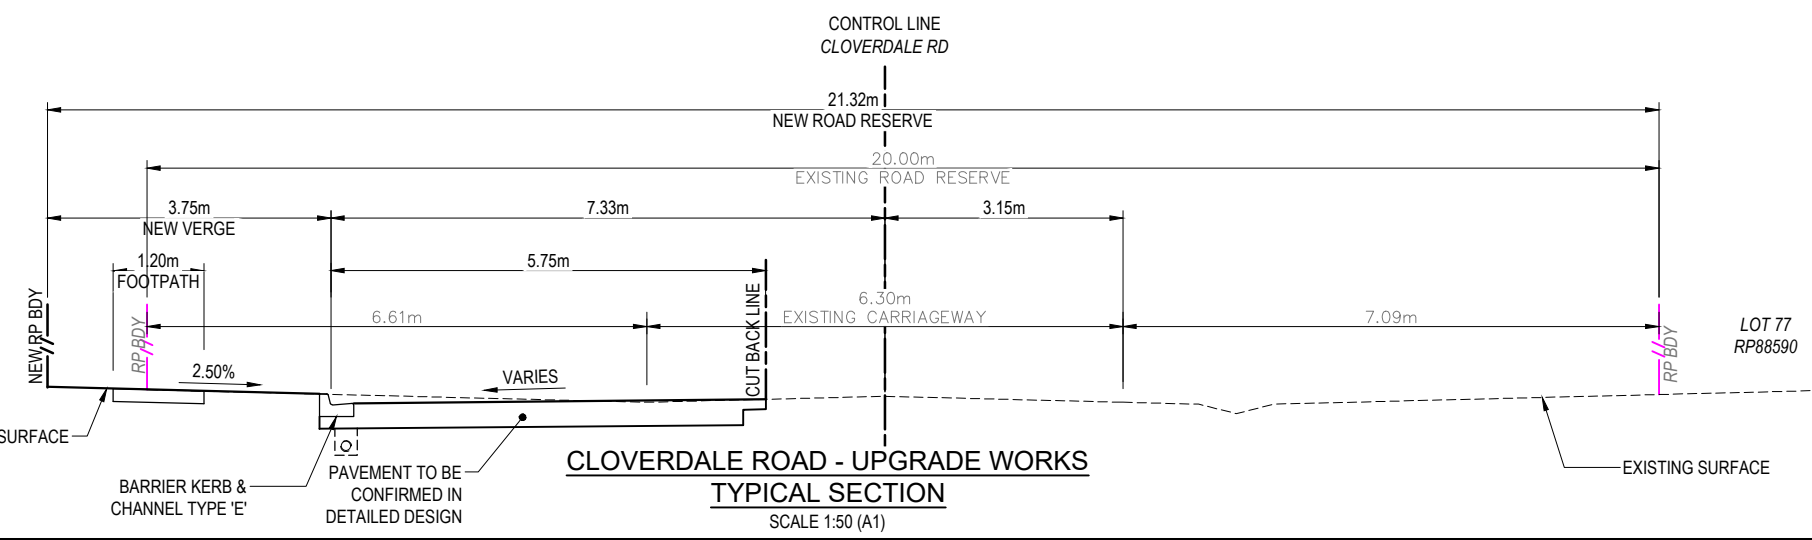 CONTROL LINE
CLOVERDALE RD
21.32m
NEW ROAD RESERVE
20.00m
EXISTING ROAD RESERVE
3.75m
NEW VERGE
7.33m
3.15m
1.20m
FOOTPATH
5.75m
NEW RP BDY
RP BDY
6.61m
6.30m
EXISTING CARRIAGEWAY
CUT BACK LINE
7.09m
RP BDY
LOT 77
RP88590
2.50%
VARIES
SURFACE
BARRIER KERB &
CHANNEL TYPE 'E'
PAVEMENT TO BE
CONFIRMED IN
DETAILED DESIGN
EXISTING SURFACE
CLOVERDALE ROAD - UPGRADE WORKS
TYPICAL SECTION
SCALE 1:50 (A1)